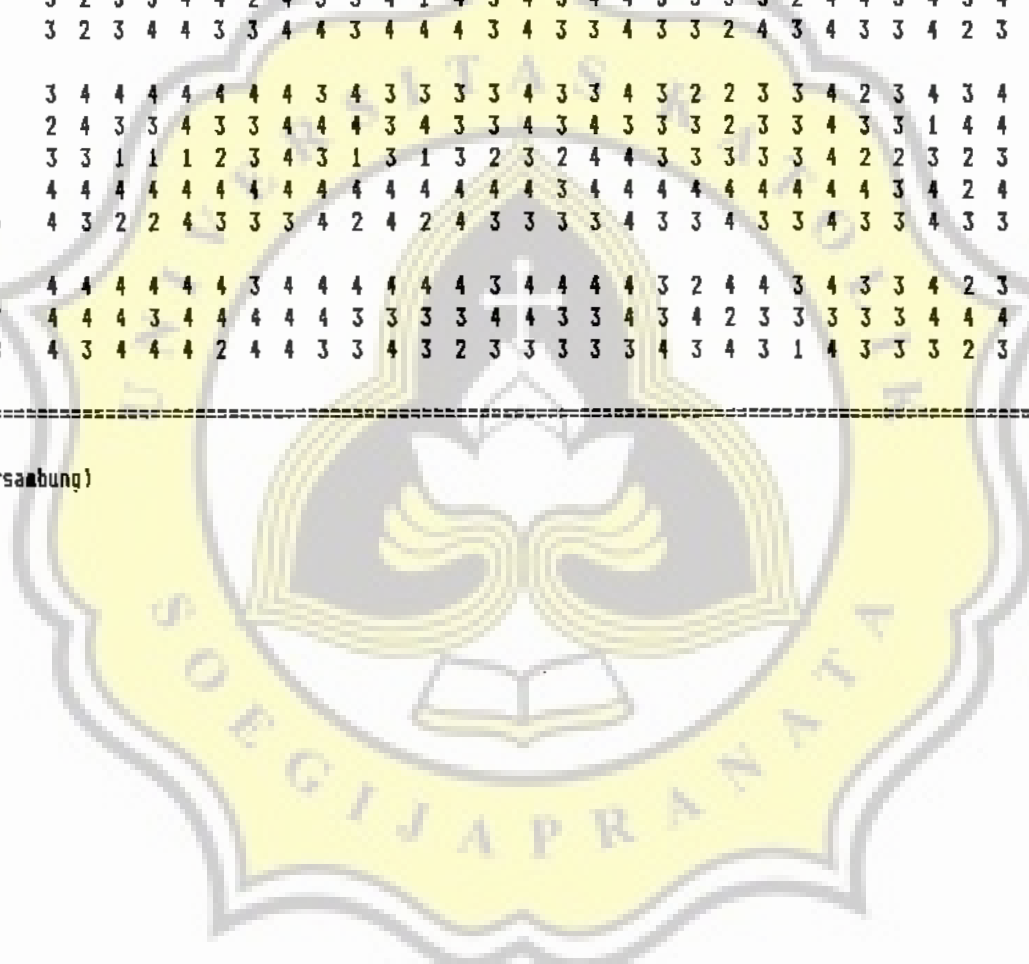 3 2 3 4 4 3 3 4 4 3 4 4 4 3 4 3 3 4 3 3 2 4 3 4 3 3 4 2 3
3 4 4 4 4 4 4 4 3 4 3 3 3 3 4 3 3 4 3 2 2 3 3 4 2 3 4 3 4
2 4 3 3 4 3 3 4 4 4 3 4 3 3 4 3 4 3 3 3 2 3 3 4 3 3 1 4 4
3 3 1 1 1 2 3 4 3 1 3 1 3 2 3 2 4 4 3 3 3 3 3 4 2 2 3 2 3
4 4 4 4 4 4 4 4 4 4 4 4 4 4 4 3 4 4 4 4 4 4 4 4 4 3 4 2 4
4 3 2 2 4 3 3 3 4 2 4 2 4 3 3 3 3 4 3 3 4 3 3 4 3 3 4 3 3
4 4 4 4 4 4 3 4 4 4 4 4 4 3 4 4 4 4 3 2 4 4 3 4 3 3 4 2 3
4 4 4 3 4 4 4 4 4 3 3 3 3 4 4 3 3 4 3 4 2 3 3 3 3 3 4 4 4
4 3 4 4 4 2 4 4 3 3 4 3 2 3 3 3 3 3 4 3 4 3 1 4 3 3 3 2 3
rsambung)
UNIVERSITAS KATOLIK
SOEGIJAPRANATA